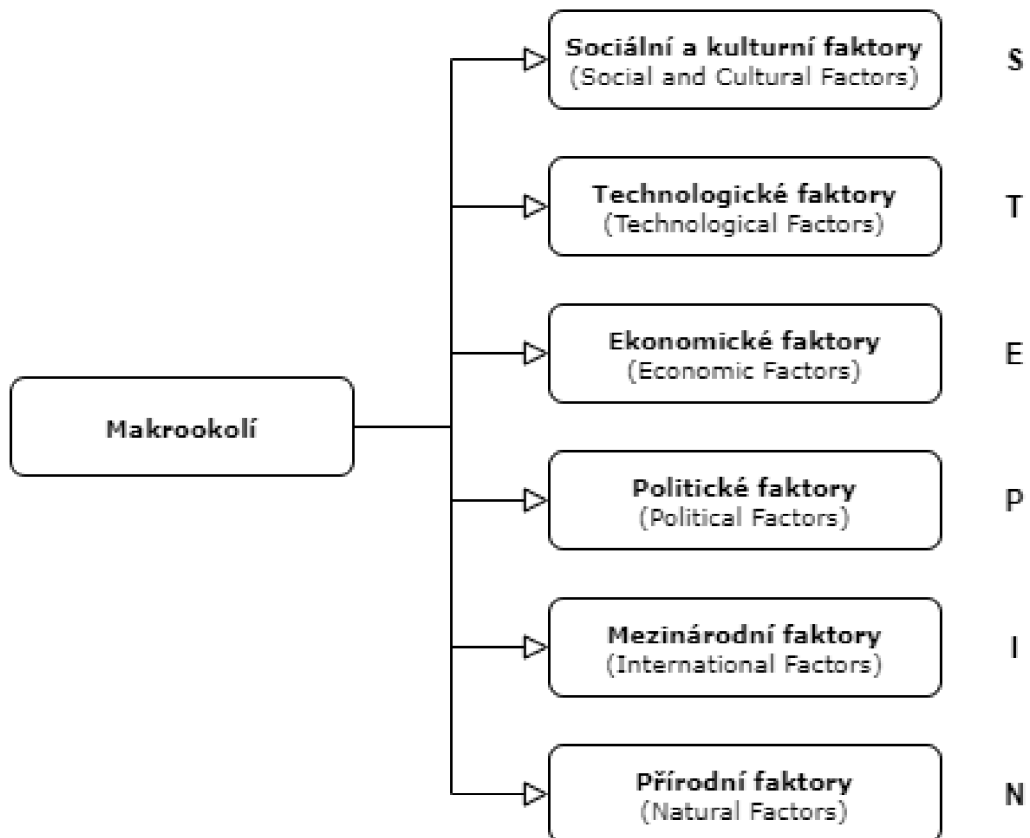 Sociální a kulturní faktory
(Social and Cultural Factors)
S
Technologické faktory
(Technological Factors)
T
Ekonomické faktory
(Economic Factors)
E
Makrookolí
Politické faktory
(Political Factors)
P
Mezinárodní faktory
(International Factors)
I
Přírodní faktory
(Natural Factors)
N